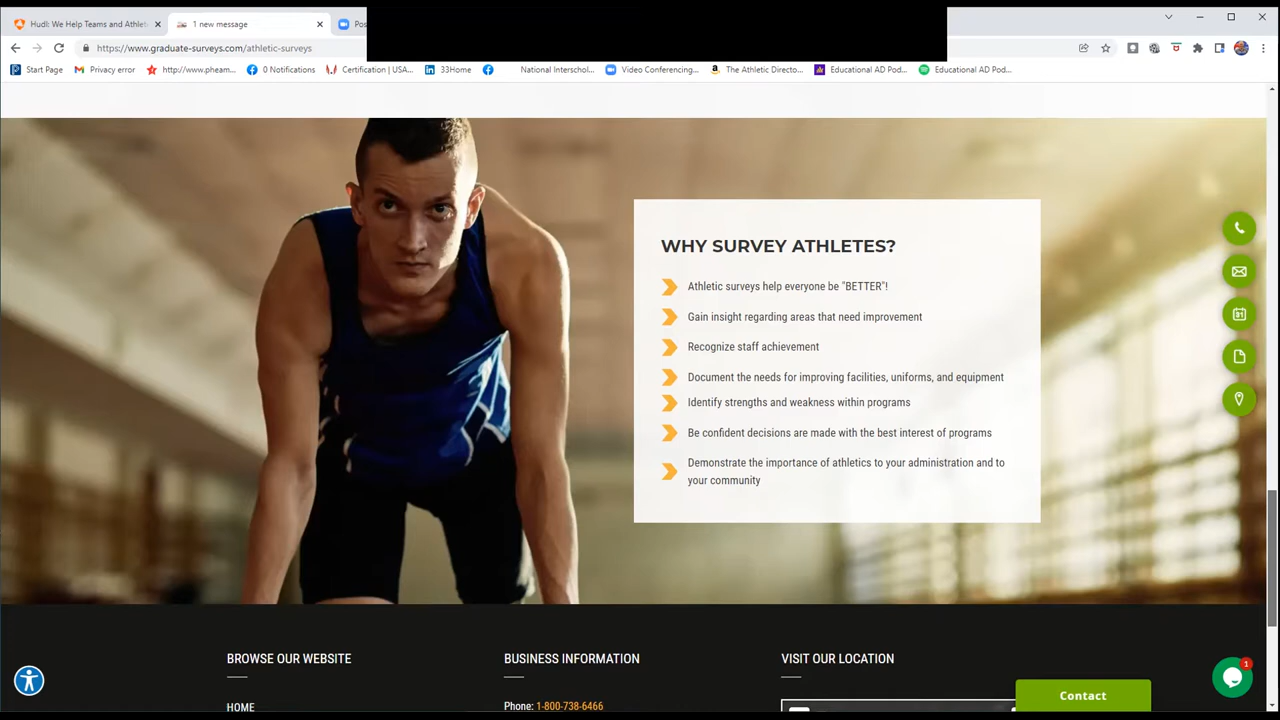 Hudl: We Help Teams and Athlet
1 new message
Pos
https://www.graduate-surveys.com/athletic-surveys
Start Page
Privacy error
http://www.pheam...
0 Notifications
Certification | USA...
33Home
National Interschol...
Video Conferencing...
The Athletic Directo...
Educational AD Pod...
Educational AD Pod...
WHY SURVEY ATHLETES?
Athletic surveys help everyone be "BETTER"!
Gain insight regarding areas that need improvement
Recognize staff achievement
Document the needs for improving facilities, uniforms, and equipment
Identify strengths and weakness within programs
Be confident decisions are made with the best interest of programs
Demonstrate the importance of athletics to your administration and to
your community
31
BROWSE OUR WEBSITE
BUSINESS INFORMATION
VISIT OUR LOCATION
1
Contact
HOME
Phone: 1-800-738-6466